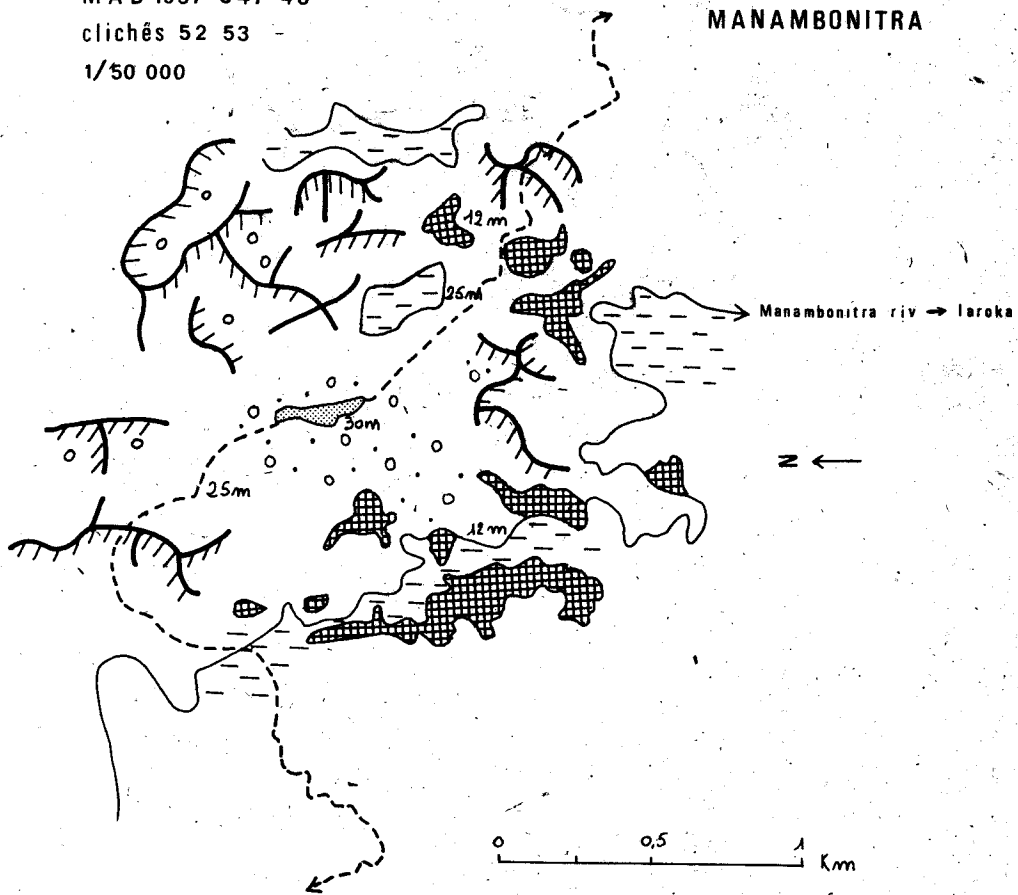 clichés 52 53 -
1/50 000
MANAMBONITRA
12m
25m
Manambonitra riv → Iaroka
30m
N
25m
12m
0 0,5 1 Km